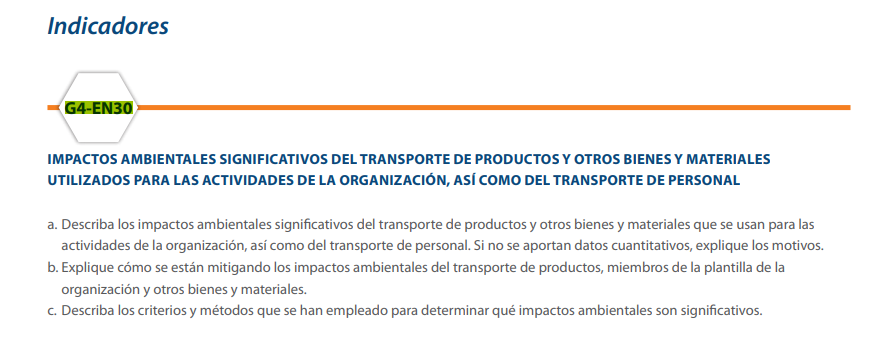 Indicadores
G4-EN30
IMPACTOS AMBIENTALES SIGNIFICATIVOS DEL TRANSPORTE DE PRODUCTOS Y OTROS BIENES Y MATERIALES
UTILIZADOS PARA LAS ACTIVIDADES DE LA ORGANIZACIÓN, ASÍ COMO DEL TRANSPORTE DE PERSONAL
a. Describa los impactos ambientales significativos del transporte de productos y otros bienes y materiales que se usan para las
actividades de la organización, así como del transporte de personal. Si no se aportan datos cuantitativos, explique los motivos.
b. Explique cómo se están mitigando los impactos ambientales del transporte de productos, miembros de la plantilla de la
organización y otros bienes y materiales.
c. Describa los criterios y métodos que se han empleado para determinar qué impactos ambientales son significativos.